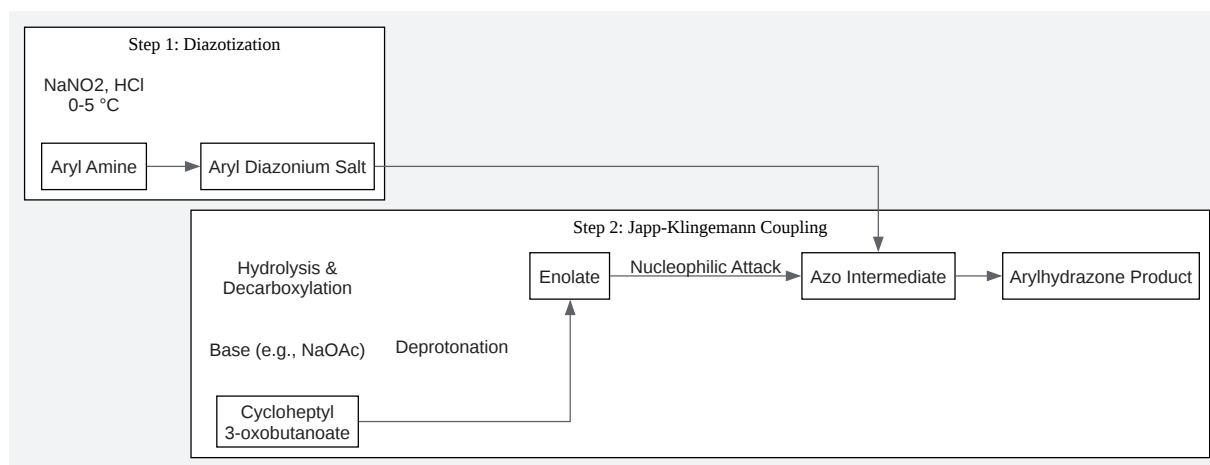 Step 1: Diazotization
NaNO2, HCl
0-5 °C
Aryl Amine
Aryl Diazonium Salt
Step 2: Japp-Klingemann Coupling
Hydrolysis &
Decarboxylation
Enolate
Nucleophilic Attack
Azo Intermediate
Arylhydrazone Product
Base (e.g., NaOAc)
Deprotonation
Cycloheptyl
3-oxobutanoate